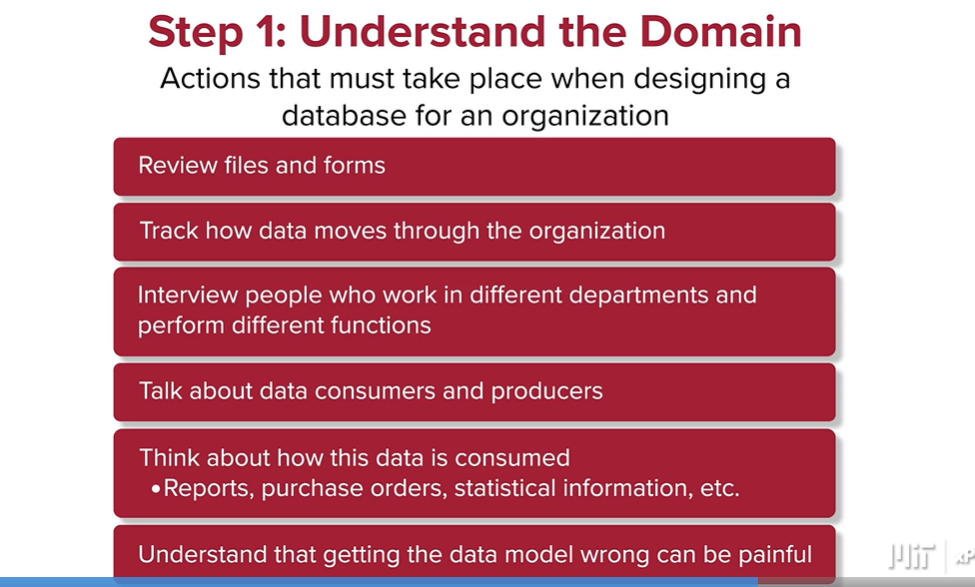 Step 1: Understand the Domain
Actions that must take place when designing a
database for an organization
Review files and forms
Track how data moves through the organization
Interview people who work in different departments and
perform different functions
Talk about data consumers and producers
Think about how this data is consumed
•Reports, purchase orders, statistical information, etc.
Understand that getting the data model wrong can be painful
MIT xP